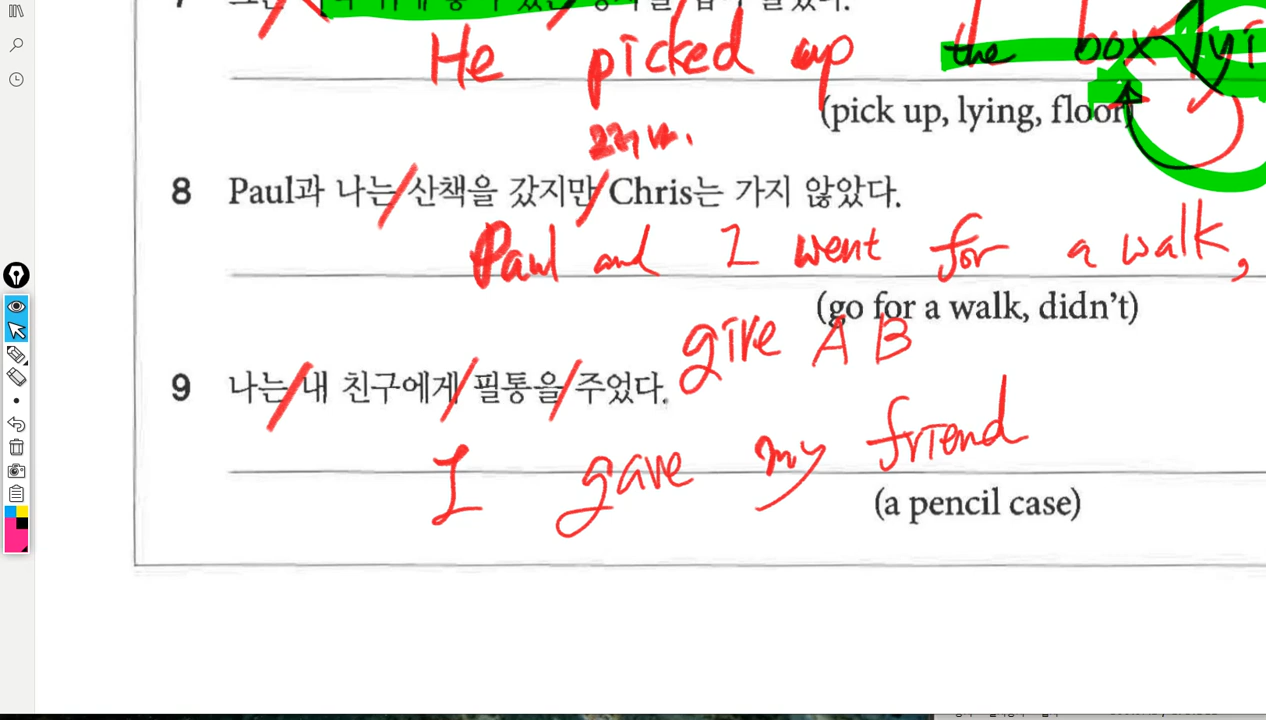 He picked up the box lyi
(pick up, lying, floor)
8 Paul과 나는/산책을 갔지만/Chris는 가지 않았다.
Paul and I went for a walk,
(go for a walk, didn't)
give A B
9 나는/내 친구에게/필통을/주었다.
I gave my friend
(a pencil case)